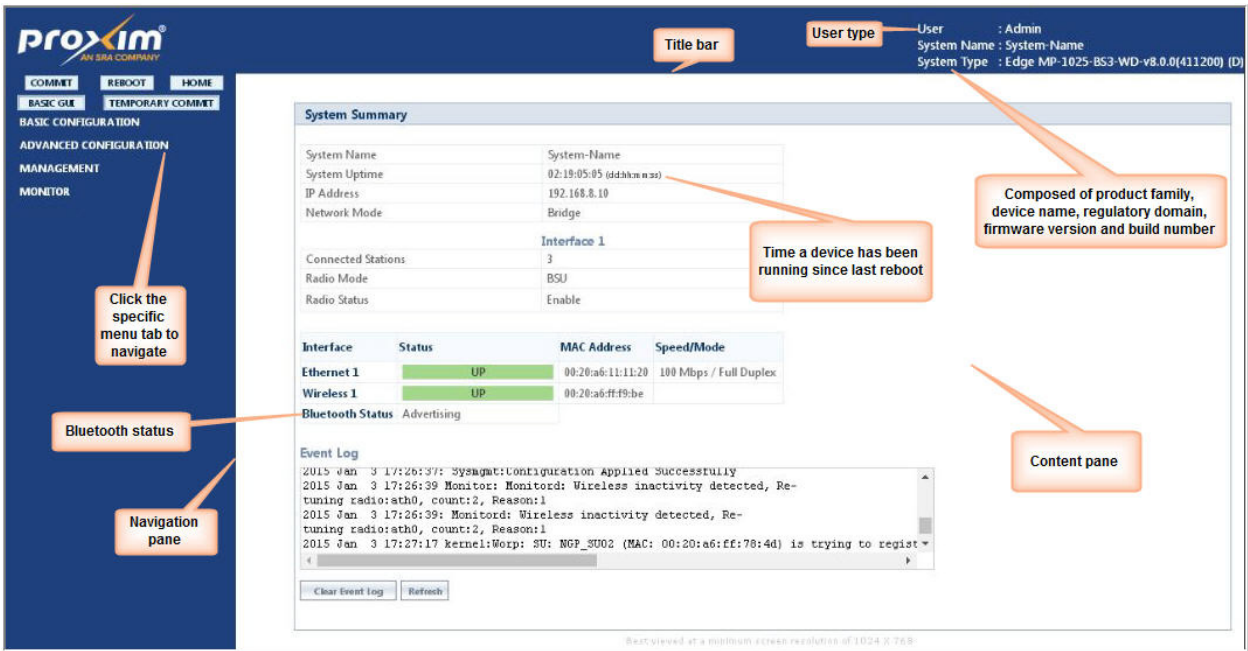 proxim®
AN SRA COMPANY
Title bar
User type
User : Admin
System Name : System-Name
System Type : Edge MP-1025-BS3-WD-v8.0.0(411200) (D)
COMMIT REBOOT HOME
BASIC GUI TEMPORARY COMMIT
BASIC CONFIGURATION
ADVANCED CONFIGURATION
MANAGEMENT
MONITOR
Click the
specific
menu tab to
navigate
Bluetooth status
Navigation
pane
System Summary
System Name System-Name
System Uptime 02:19:05:05 (dd:hh:mm:ss)
IP Address 192.168.8.10
Network Mode Bridge
Interface 1
Connected Stations 3
Radio Mode BSU
Radio Status Enable
Composed of product family,
device name, regulatory domain,
firmware version and build number
Time a device has been
running since last reboot
Interface Status MAC Address Speed/Mode
Ethernet 1 UP 00:20:a6:11:11:20 100 Mbps / Full Duplex
Wireless 1 UP 00:20:a6:ff:f9:be
Bluetooth Status Advertising
Content pane
Event Log
2015 Jan 3 17:26:37: Sysmgmt:Configuration Applied Successfully
2015 Jan 3 17:26:39 Monitor: Monitord: Wireless inactivity detected, Re-
tuning radio:ath0, count:2, Reason:1
2015 Jan 3 17:26:39: Monitord: Wireless inactivity detected, Re-
tuning radio:ath0, count:2, Reason:1
2015 Jan 3 17:27:17 kernel:Worp: SU: NGP_SU02 (MAC: 00:20:a6:ff:78:4d) is trying to regist
Clear Event Log Refresh
Best viewed at a minimum screen resolution of 1024 X 768.